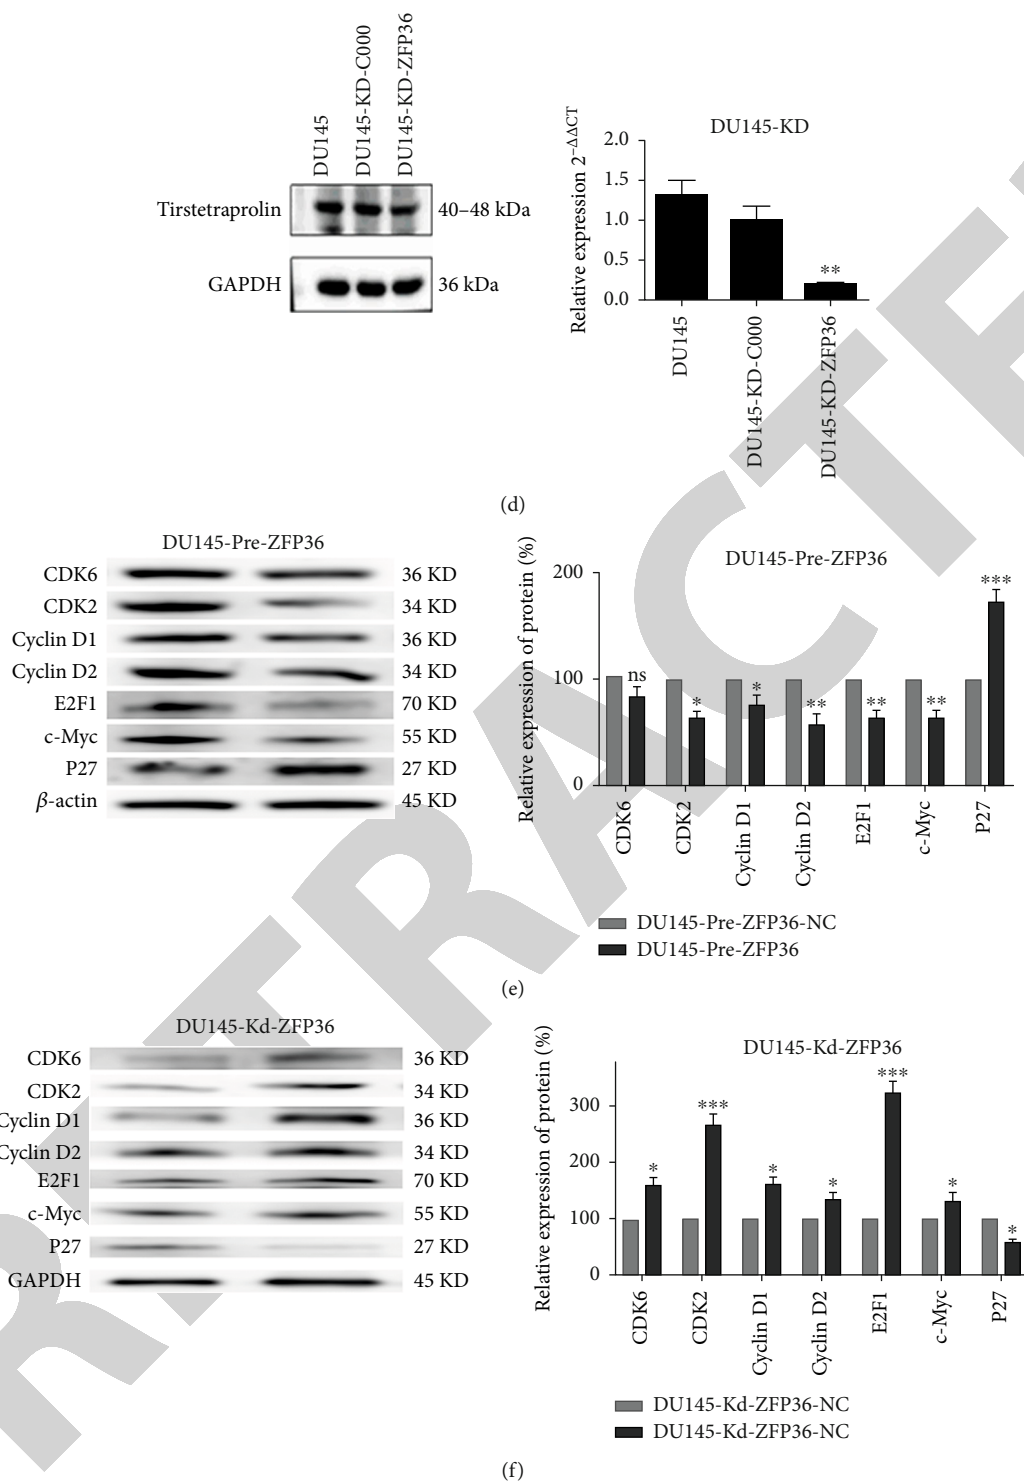 DU145
DU145-KD-C000
DU145-KD-ZFP36
Tirstetraprolin
40–48 kDa
GAPDH
36 kDa
DU145-KD
Relative expression 2^−ΔΔCT
2.0
1.5
1.0
0.5
0.0
**
DU145
DU145-KD-C000
DU145-KD-ZFP36
(d)
DU145-Pre-ZFP36
CDK6 36 KD
CDK2 34 KD
Cyclin D1 36 KD
Cyclin D2 34 KD
E2F1 70 KD
c-Myc 55 KD
P27 27 KD
β-actin 45 KD
DU145-Pre-ZFP36
Relative expression of protein (%)
200
100
0
ns
*
*
**
**
**
***
CDK6
CDK2
Cyclin D1
Cyclin D2
E2F1
c-Myc
P27
DU145-Pre-ZFP36-NC
DU145-Pre-ZFP36
(e)
DU145-Kd-ZFP36
CDK6 36 KD
CDK2 34 KD
Cyclin D1 36 KD
Cyclin D2 34 KD
E2F1 70 KD
c-Myc 55 KD
P27 27 KD
GAPDH 45 KD
DU145-Kd-ZFP36
Relative expression of protein (%)
300
200
100
0
*
***
*
*
***
*
*
CDK6
CDK2
Cyclin D1
Cyclin D2
E2F1
c-Myc
P27
DU145-Kd-ZFP36-NC
DU145-Kd-ZFP36-NC
(f)
RETRACTE